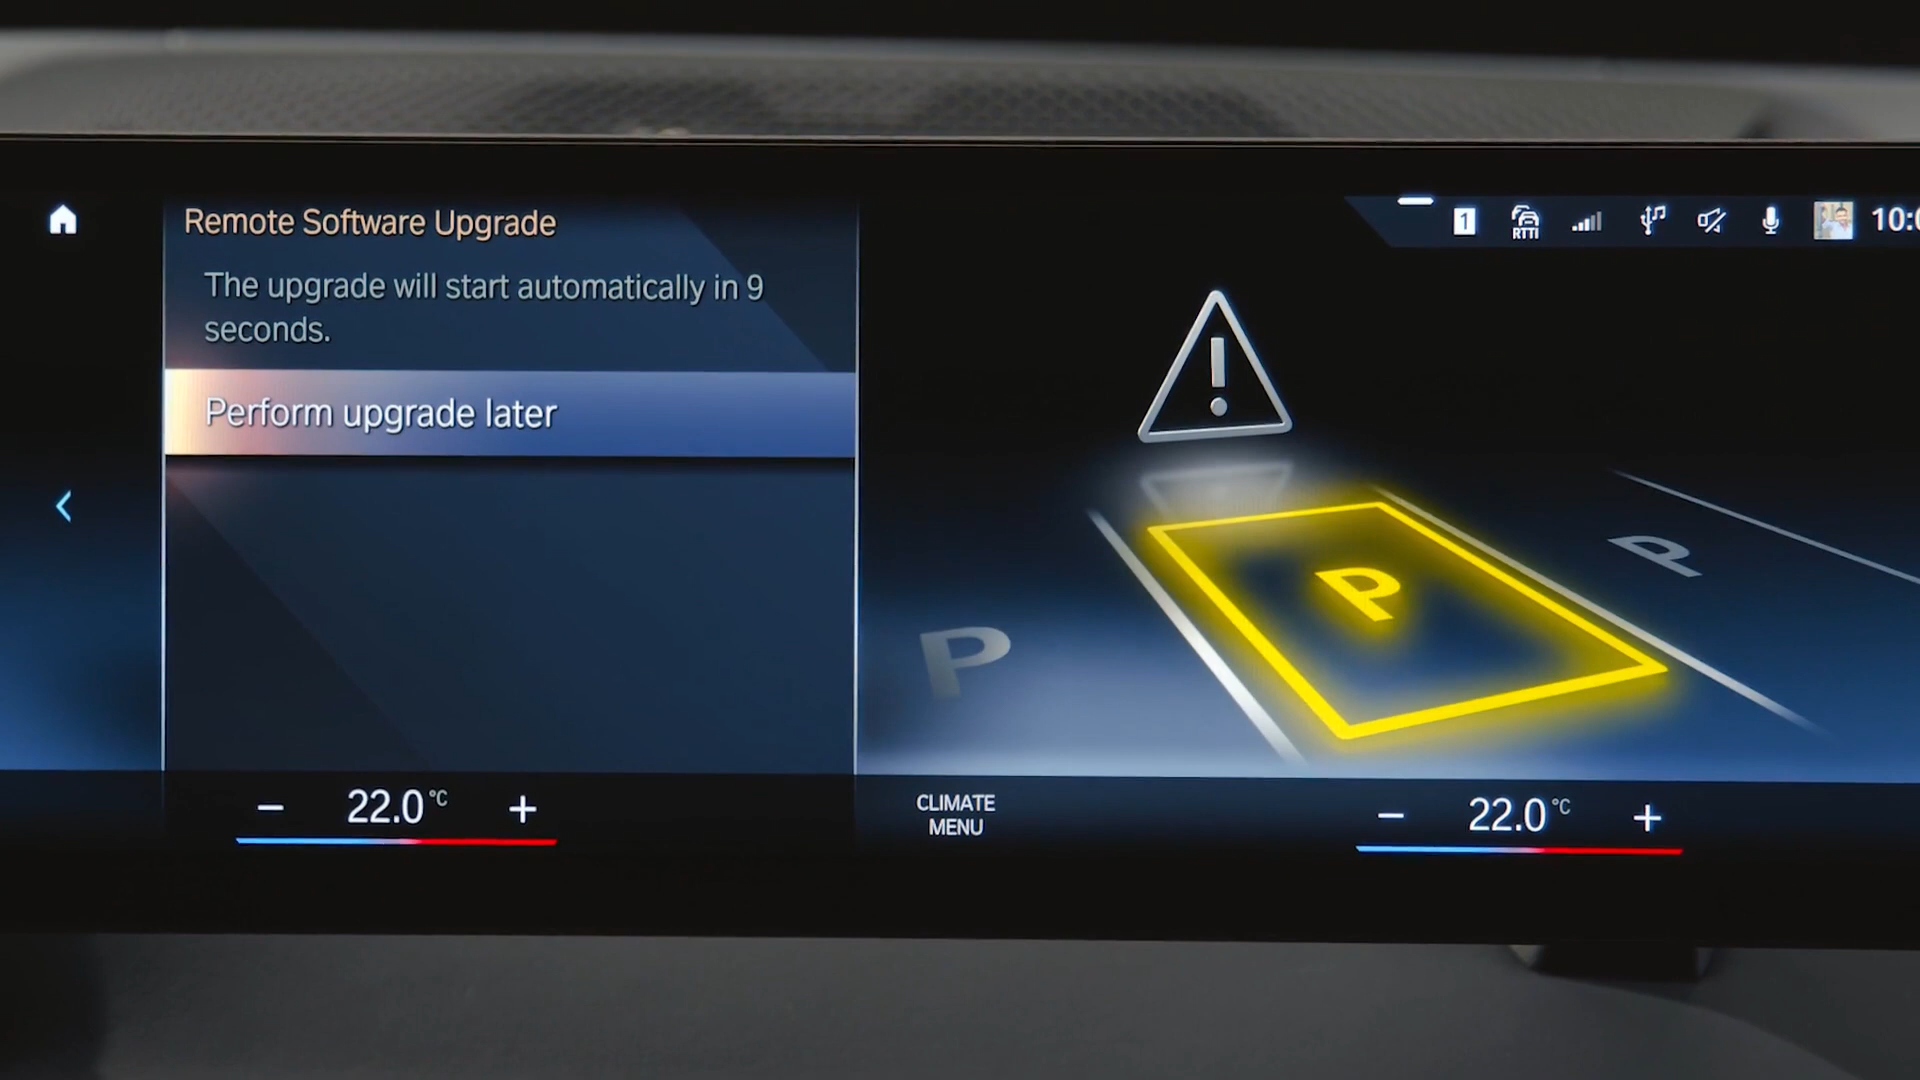 Remote Software Upgrade
1
RTTI
10:0
The upgrade will start automatically in 9
seconds.
Perform upgrade later
P
P
P
22.0°C
CLIMATE
MENU
22.0°C